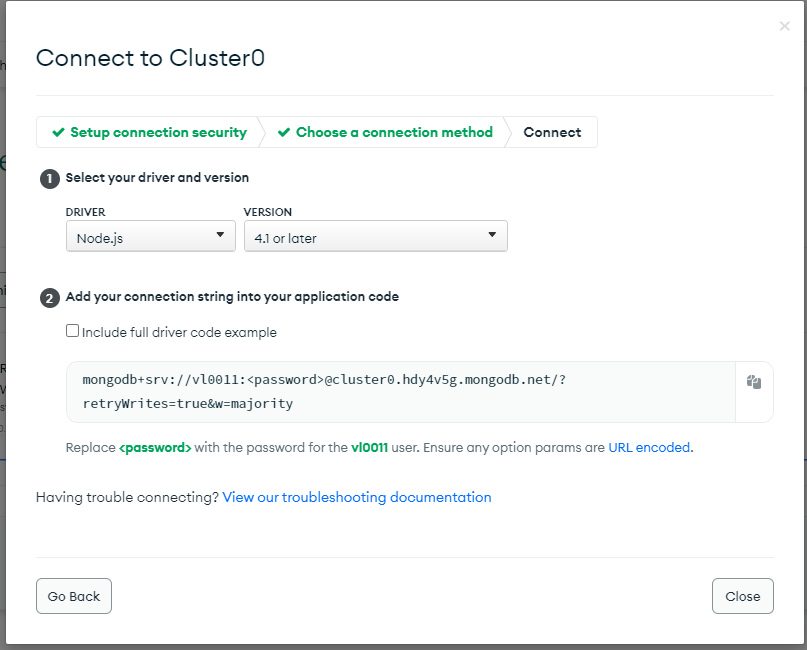 Connect to Cluster0
Setup connection security
Choose a connection method
Connect
1 Select your driver and version
DRIVER
VERSION
Node.js
4.1 or later
2 Add your connection string into your application code
Include full driver code example
mongodb+srv://vl0011:<password>@cluster0.hdy4v5g.mongodb.net/?
retryWrites=true&w=majority
Replace <password> with the password for the vl0011 user. Ensure any option params are URL encoded.
Having trouble connecting? View our troubleshooting documentation
Go Back
Close